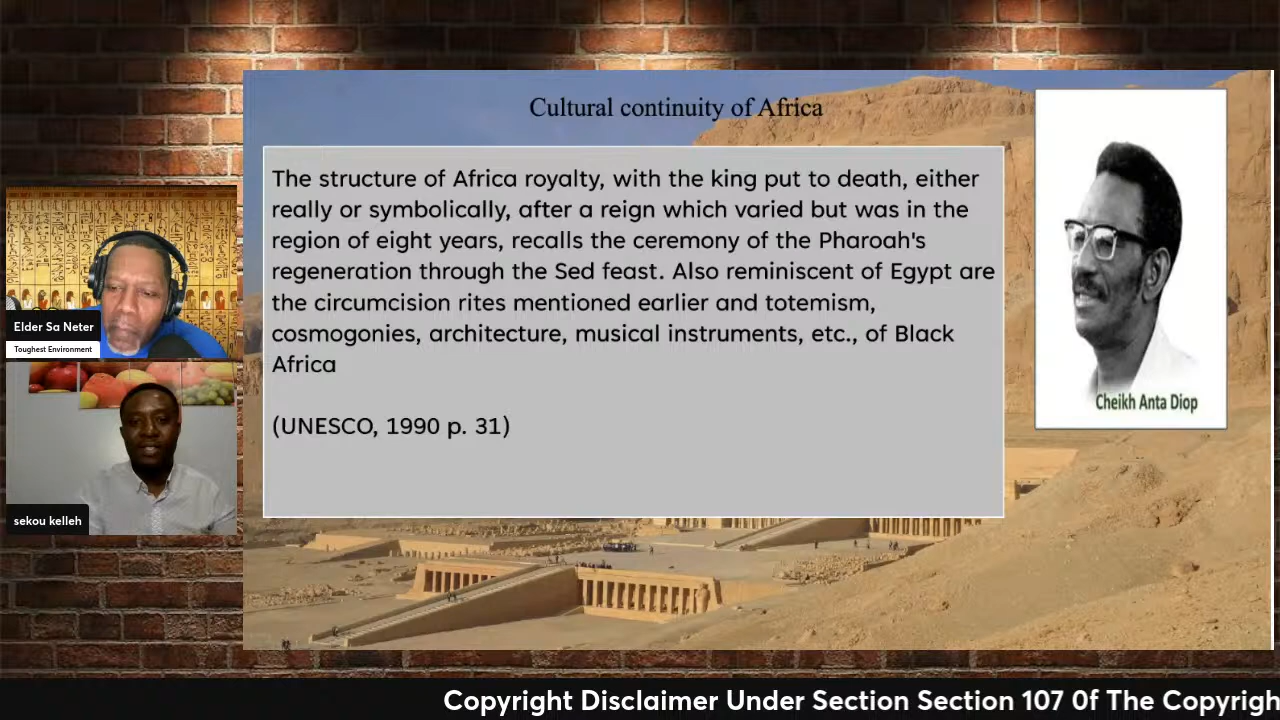 Cultural continuity of Africa
The structure of Africa royalty, with the king put to death, either
really or symbolically, after a reign which varied but was in the
region of eight years, recalls the ceremony of the Pharoah's
regeneration through the Sed feast. Also reminiscent of Egypt are
the circumcision rites mentioned earlier and totemism,
cosmogonies, architecture, musical instruments, etc., of Black
Africa
(UNESCO, 1990 p. 31)
Cheikh Anta Diop
Elder Sa Neter
Toughest Environment
sekou kelleh
Copyright Disclaimer Under Section Section 107 0f The Copyrigh